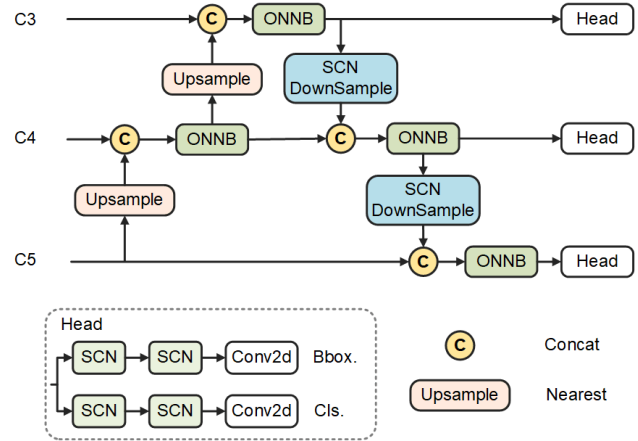 C3
C
ONNB
Head
Upsample
SCN
DownSample
C4
C
ONNB
C
ONNB
Head
Upsample
SCN
DownSample
C5
C
ONNB
Head
Head
SCN
SCN
Conv2d
Bbox.
SCN
SCN
Conv2d
Cls.
C
Concat
Upsample
Nearest